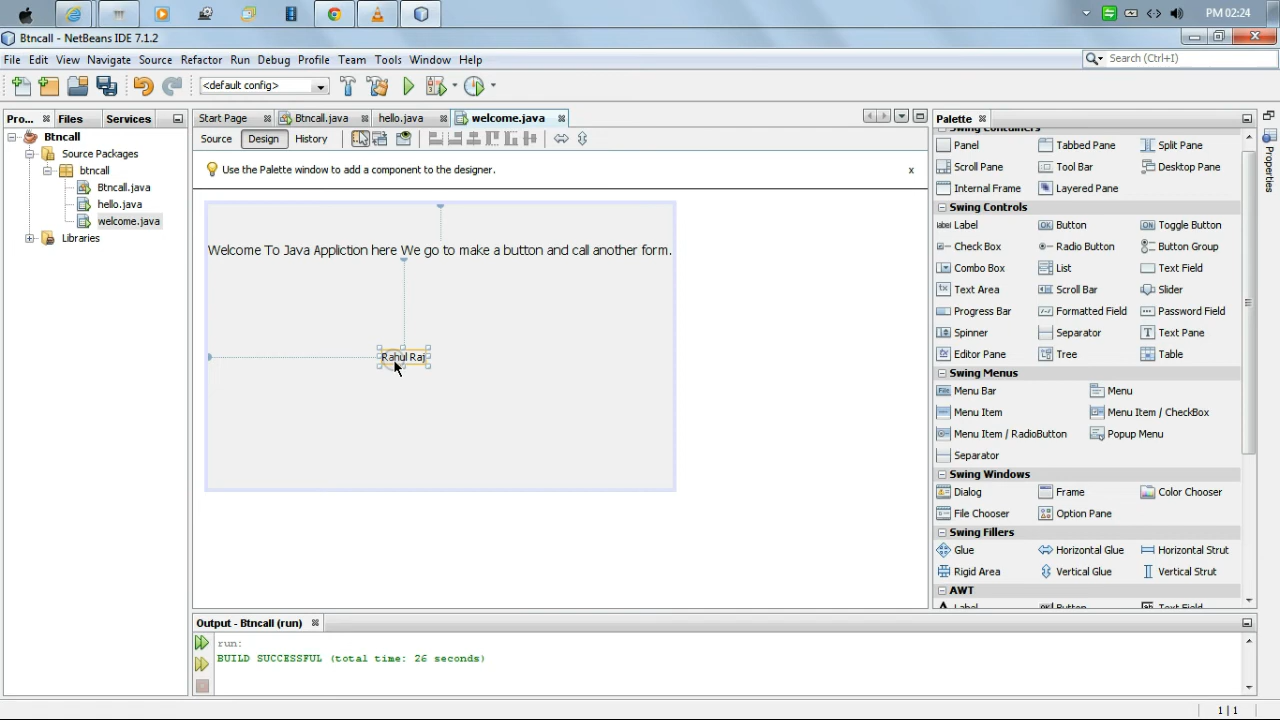 PM 02:24
Btncall - NetBeans IDE 7.1.2
File Edit View Navigate Source Refactor Run Debug Profile Team Tools Window Help
Search (Ctrl+I)
<default config>
Pro... Files Services
Start Page Btncall.java hello.java welcome.java
Palette
Source Design History
Use the Palette window to add a component to the designer.
Btncall
Source Packages
btncall
Btncall.java
hello.java
welcome.java
Libraries
Welcome To Java Appliction here We go to make a button and call another form.
Rahul Raj
Swing Containers
Panel Tabbed Pane Split Pane
Scroll Pane Tool Bar Desktop Pane
Internal Frame Layered Pane
Swing Controls
label Label OK Button Toggle Button
Check Box Radio Button Button Group
Combo Box List Text Field
Text Area Scroll Bar Slider
Progress Bar Formatted Field Password Field
Spinner Separator Text Pane
Editor Pane Tree Table
Swing Menus
Menu Bar Menu
Menu Item Menu Item / CheckBox
Menu Item / RadioButton Popup Menu
Separator
Swing Windows
Dialog Frame Color Chooser
File Chooser Option Pane
Swing Fillers
Glue Horizontal Glue Horizontal Strut
Rigid Area Vertical Glue Vertical Strut
AWT
Label Button Text Field
Properties
Output - Btncall (run)
run:
BUILD SUCCESSFUL (total time: 26 seconds)
1 | 1